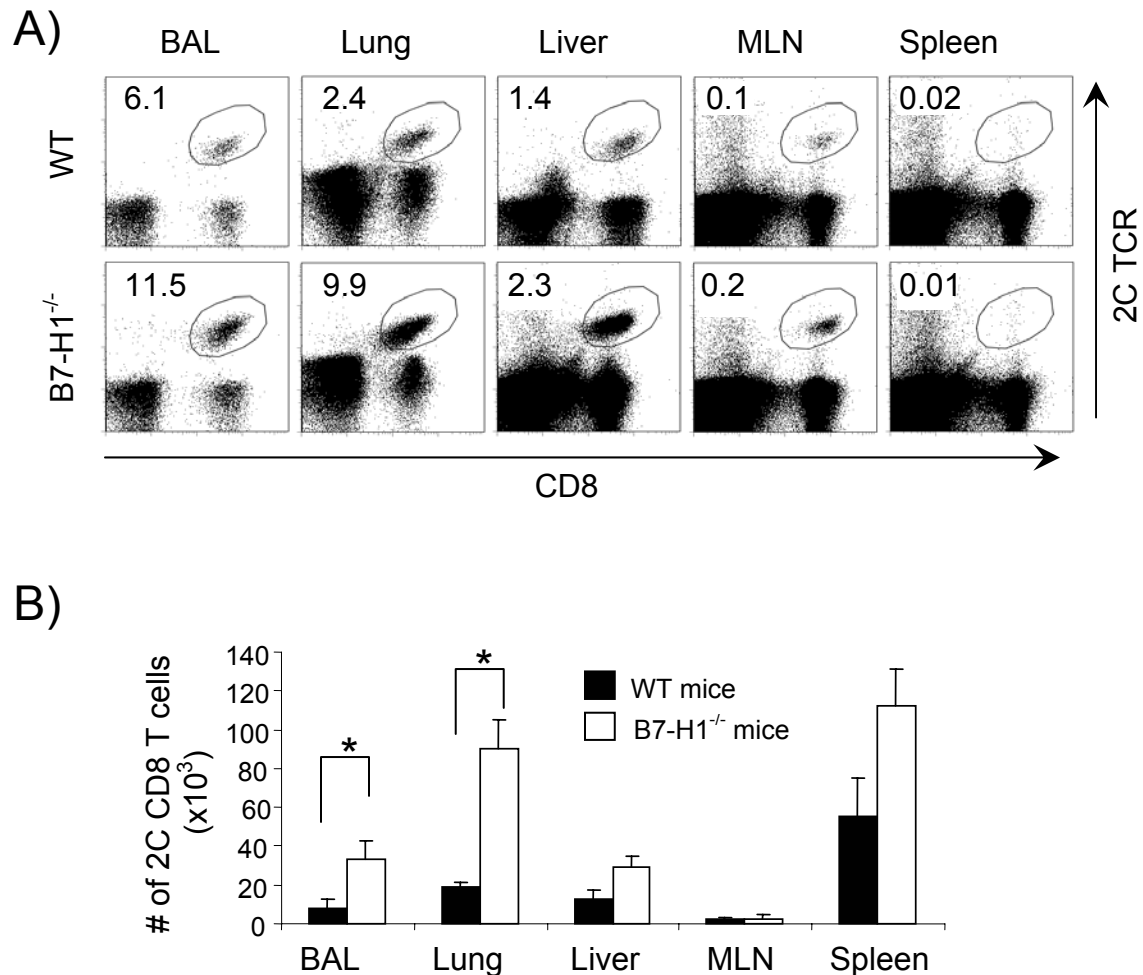 A)
BAL Lung Liver MLN Spleen
WT
6.1 2.4 1.4 0.1 0.02
B7-H1-/-
11.5 9.9 2.3 0.2 0.01
2C TCR
CD8
B)
# of 2C CD8 T cells
(x10³)
140
120
100
80
60
40
20
0
* *
WT mice
B7-H1-/- mice
BAL Lung Liver MLN Spleen